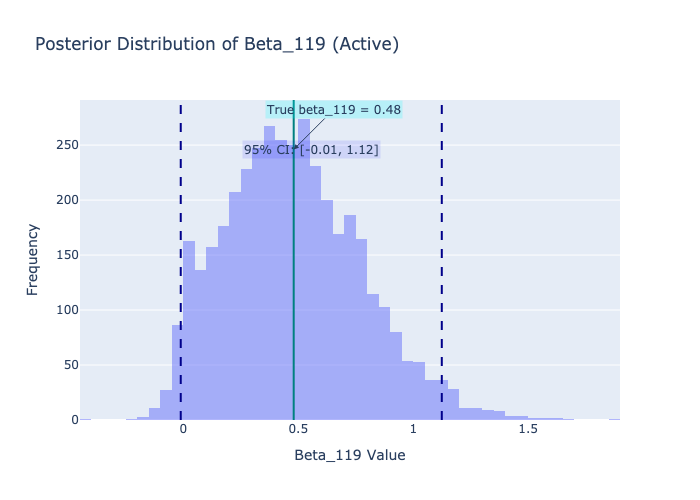 Posterior Distribution of Beta_119 (Active)
True beta_119 = 0.48
95% CI: [-0.01, 1.12]
250
200
150
100
50
0
Frequency
0
0.5
1
1.5
Beta_119 Value